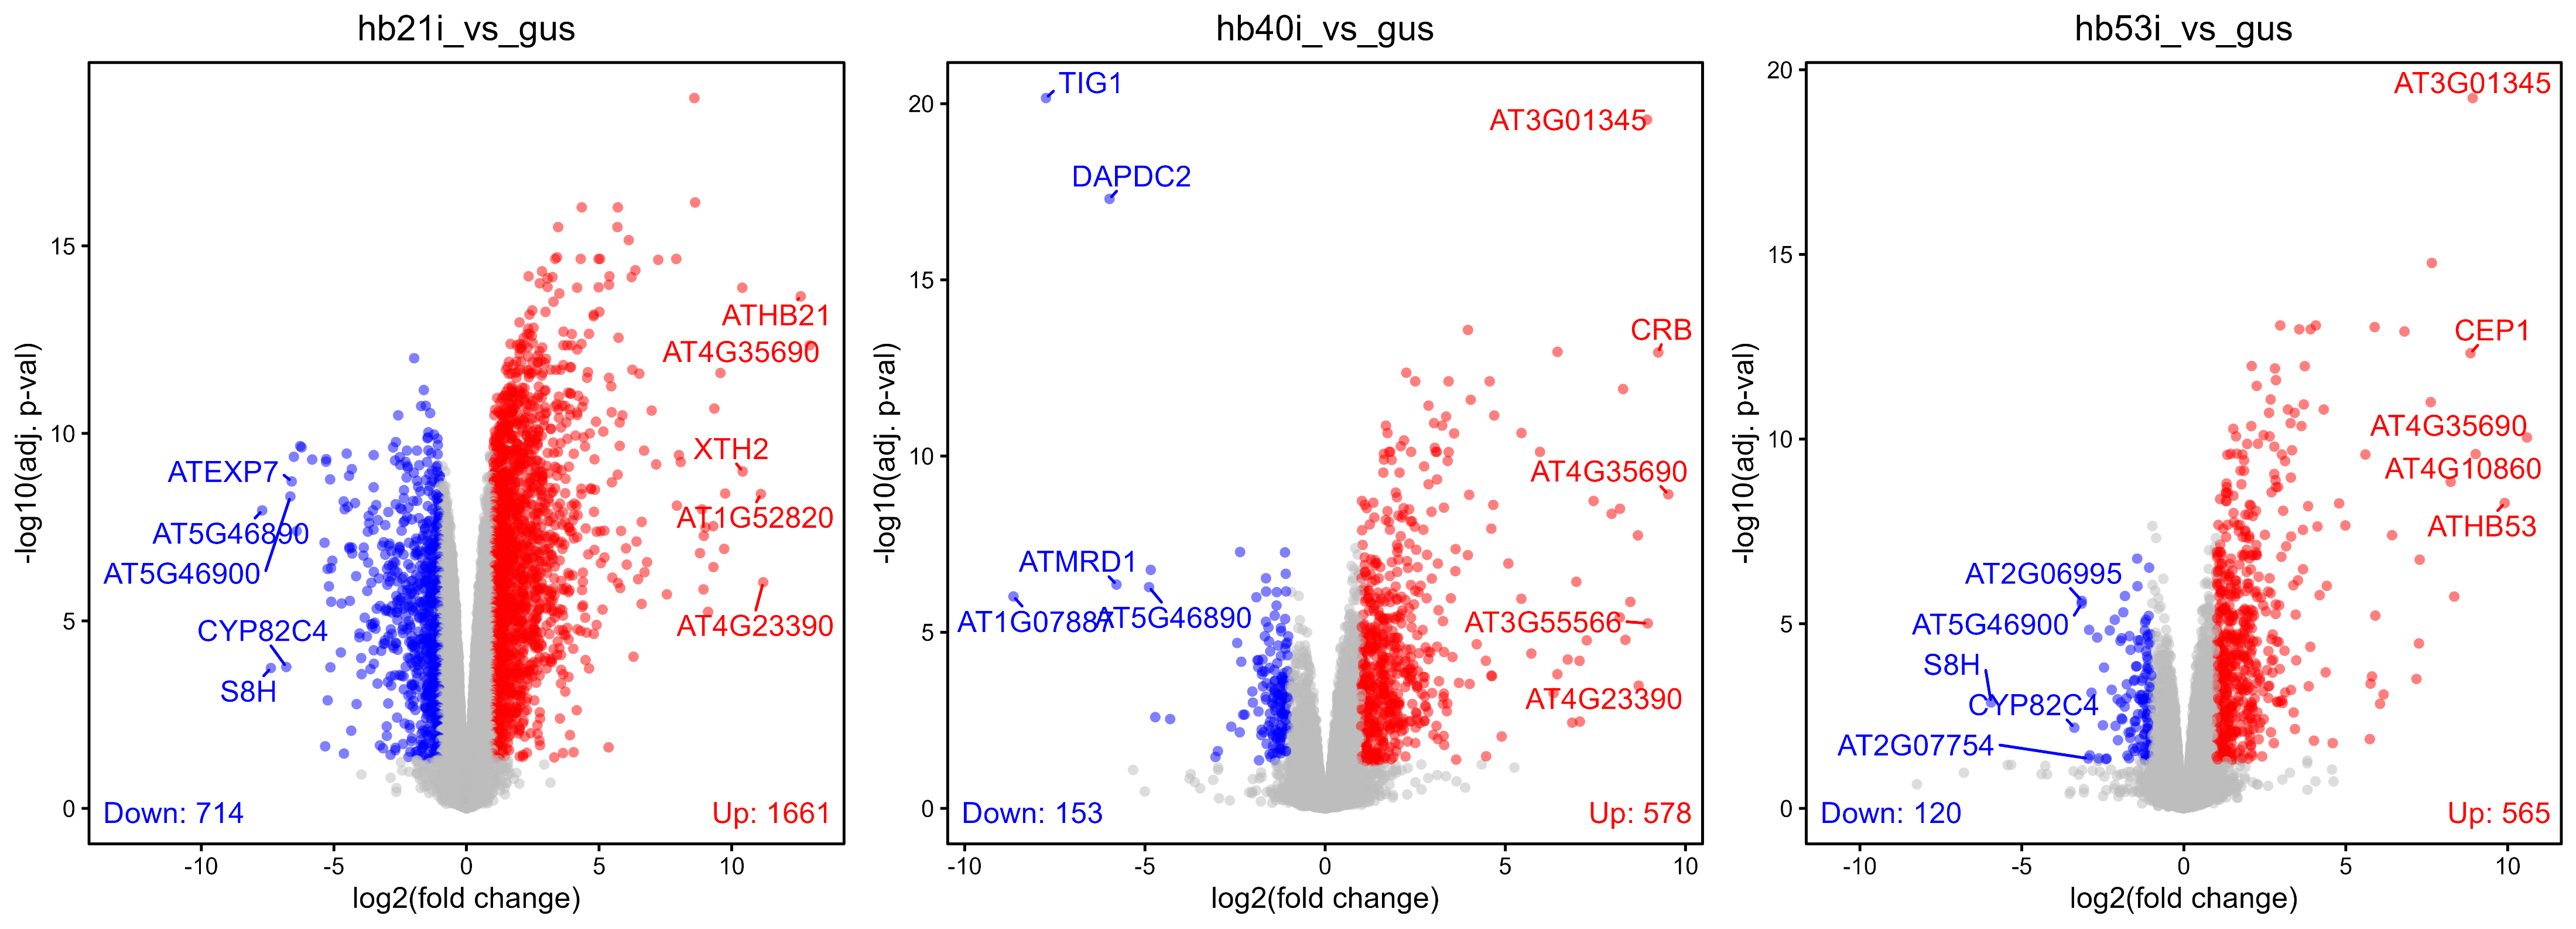 hb21i_vs_gus
-log10(adj. p-val)
15
10
5
0
ATHB21
AT4G35690
XTH2
ATEXP7
AT1G52820
AT5G46890
AT5G46900
CYP82C4
AT4G23390
S8H
Down: 714
Up: 1661
-10
-5
0
5
10
log2(fold change)
hb40i_vs_gus
-log10(adj. p-val)
20
15
10
5
0
TIG1
AT3G01345
DAPDC2
CRB
AT4G35690
ATMRD1
AT1G07887
AT5G46890
AT3G55566
AT4G23390
Down: 153
Up: 578
-10
-5
0
5
10
log2(fold change)
hb53i_vs_gus
-log10(adj. p-val)
20
15
10
5
0
AT3G01345
CEP1
AT4G35690
AT4G10860
ATHB53
AT2G06995
AT5G46900
S8H
CYP82C4
AT2G07754
Down: 120
Up: 565
-10
-5
0
5
10
log2(fold change)